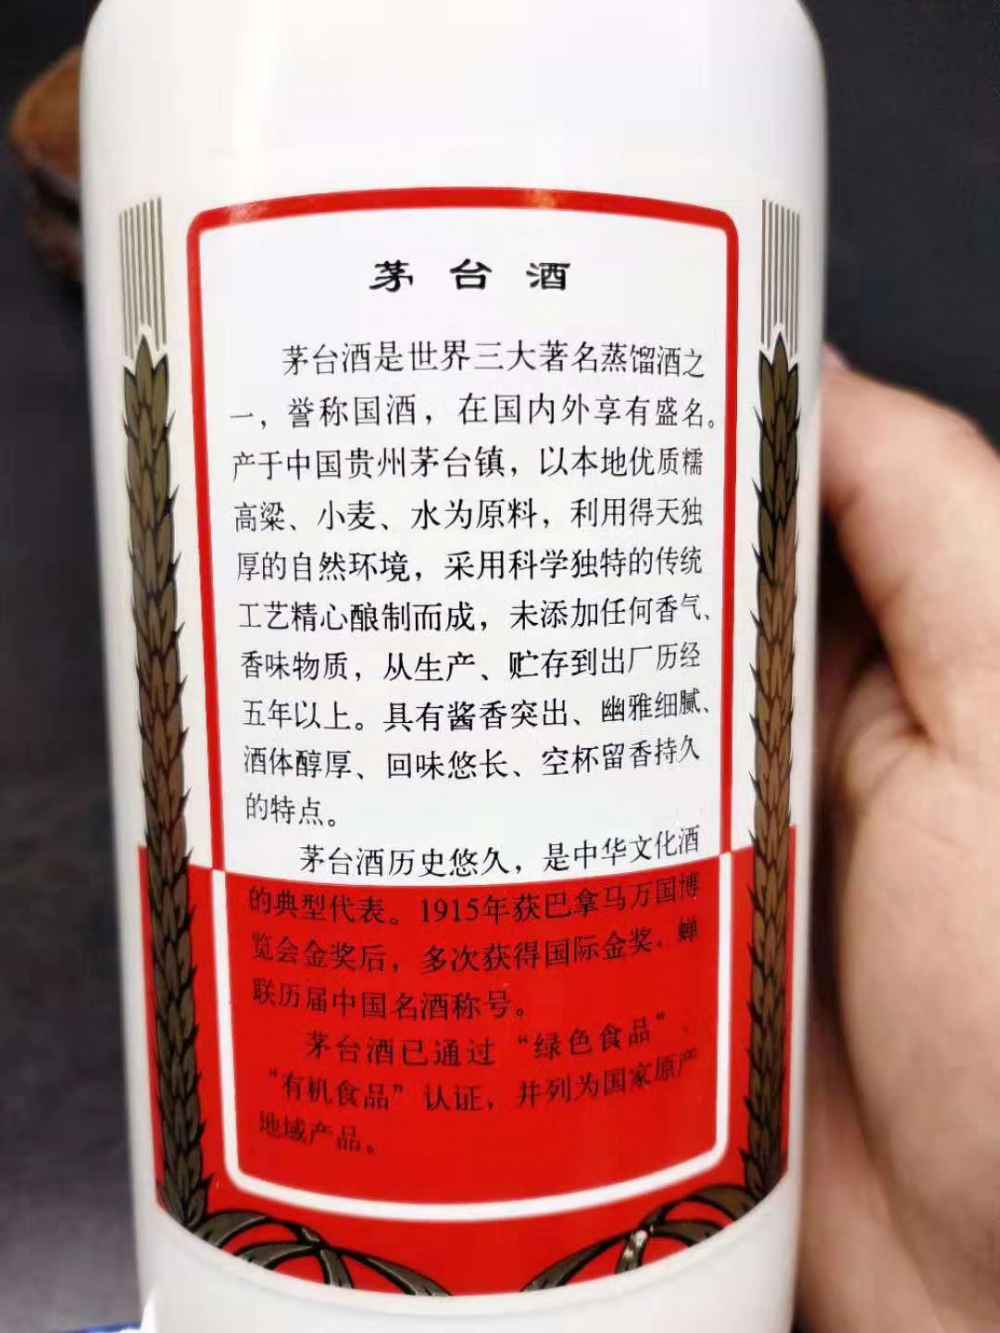 茅台酒
茅台酒是世界三大著名蒸馏酒之
一，誉称国酒，在国内外享有盛名。
产于中国贵州茅台镇，以本地优质糯
高粱、小麦、水为原料，利用得天独
厚的自然环境，采用科学独特的传统
工艺精心酿制而成，未添加任何香气、
香味物质，从生产、贮存到出厂历经
五年以上。具有酱香突出、幽雅细腻、
酒体醇厚、回味悠长、空杯留香持久
的特点。
茅台酒历史悠久，是中华文化酒
的典型代表。1915年获巴拿马万国博
览会金奖后，多次获得国际金奖，蝉
联历届中国名酒称号。
茅台酒已通过“绿色食品”、
“有机食品”认证，并列为国家原产
地域产品。